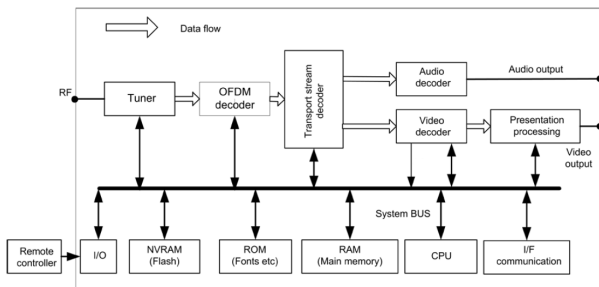 Data flow
RF
Tuner
OFDM
decoder
Transport stream
decoder
Audio
decoder
Audio output
Video
decoder
Presentation
processing
Video
output
System BUS
Remote
controller
I/O
NVRAM
(Flash)
ROM
(Fonts etc)
RAM
(Main memory)
CPU
I/F
communication